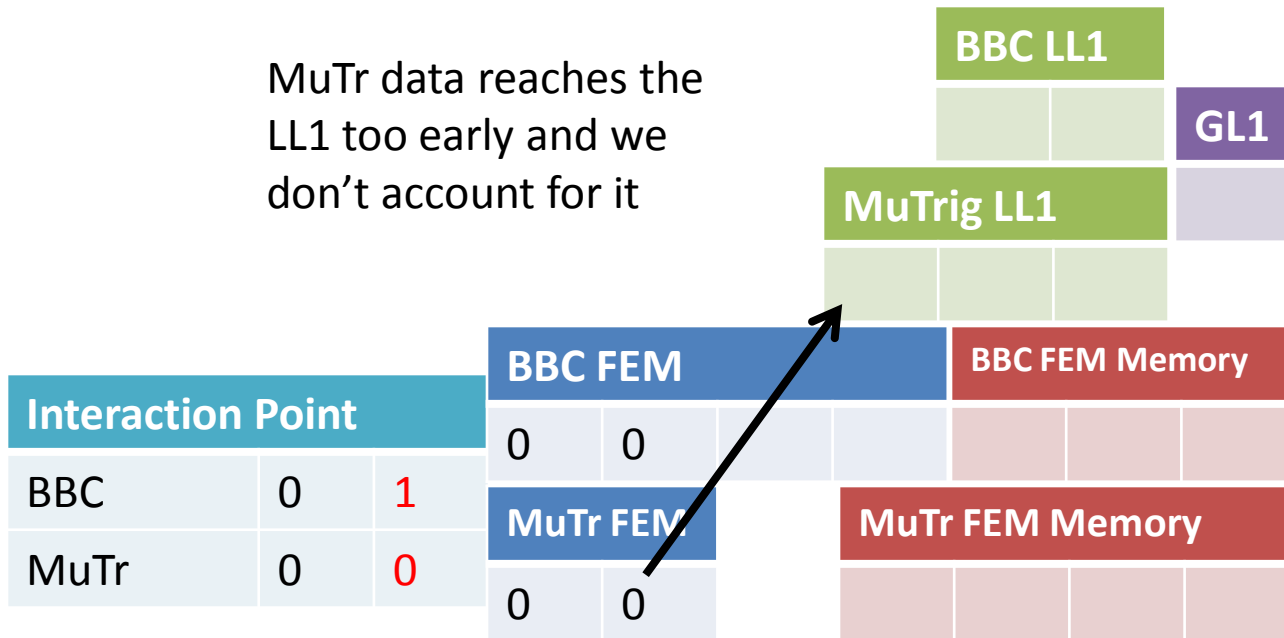 MuTr data reaches the
LL1 too early and we
don’t account for it
BBC LL1
GL1
MuTrig LL1
BBC FEM
BBC FEM Memory
0 0
Interaction Point
BBC 0 1
MuTr 0 0
MuTr FEM
MuTr FEM Memory
0 0